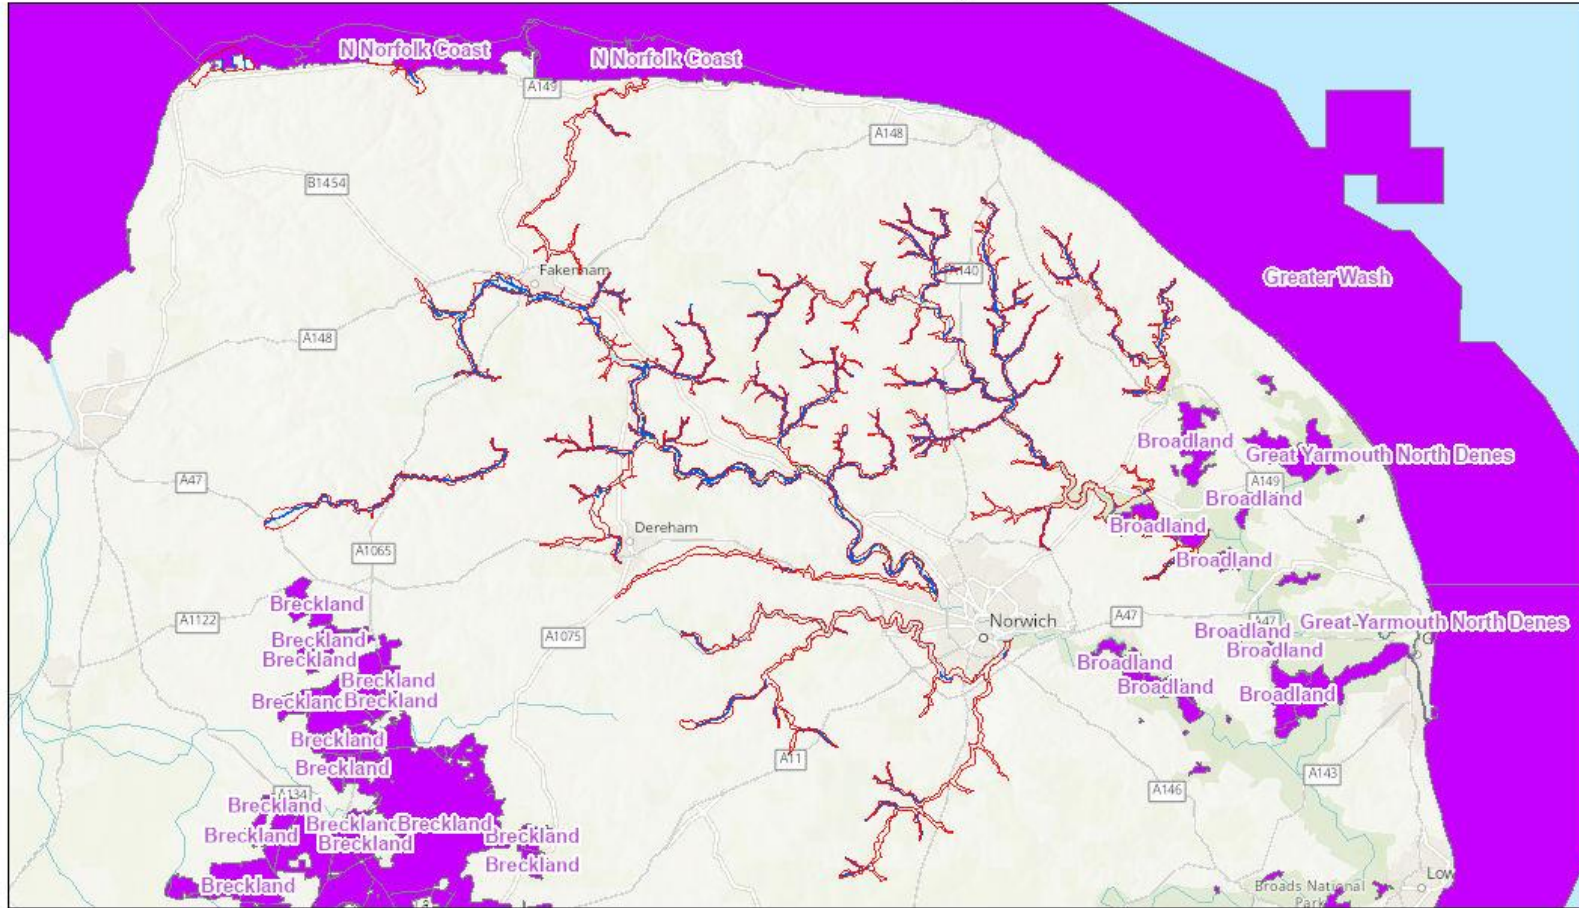 N Norfolk Coast
N Norfolk Coast
A149
A148
B1454
Fakenham
A140
Greater Wash
A148
Broadland
Great Yarmouth North Denes
A47
A149
Broadland
Broadland
Dereham
A1065
Broadland
Breckland
A1122
A47
A47
Great Yarmouth North Denes
Norwich
Broadland
A1075
Breckland
Broadland
Breckland
Broadland
Breckland
Broadland
Breckland
Breckland
Broadland
Breckland
A11
Breckland
A143
A134
A146
Breckland
Breckland
Breckland
Breckland
Breckland
Breckland
Breckland
Low
Breckland
Broads National
Park